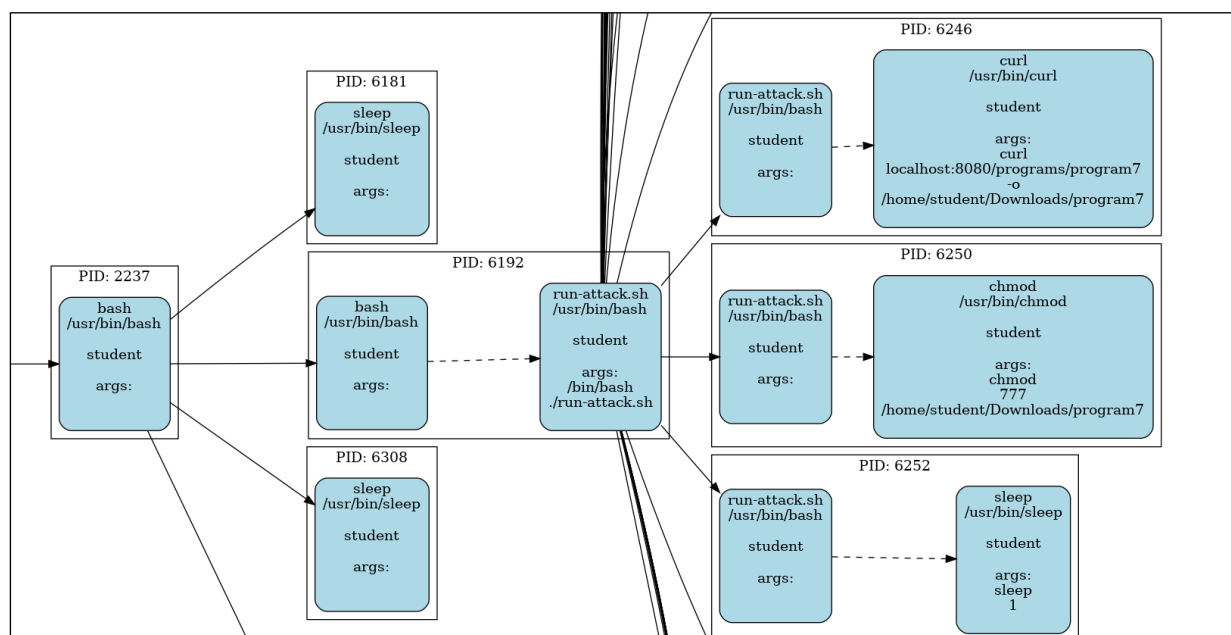 PID: 2237
bash
/usr/bin/bash
student
args:
PID: 6181
sleep
/usr/bin/sleep
student
args:
PID: 6192
bash
/usr/bin/bash
student
args:
run-attack.sh
/usr/bin/bash
student
args:
/bin/bash
./run-attack.sh
PID: 6308
sleep
/usr/bin/sleep
student
args:
PID: 6246
run-attack.sh
/usr/bin/bash
student
args:
curl
/usr/bin/curl
student
args:
curl
localhost:8080/programs/program7
-o
/home/student/Downloads/program7
PID: 6250
run-attack.sh
/usr/bin/bash
student
args:
chmod
/usr/bin/chmod
student
args:
chmod
777
/home/student/Downloads/program7
PID: 6252
run-attack.sh
/usr/bin/bash
student
args:
sleep
/usr/bin/sleep
student
args:
sleep
1